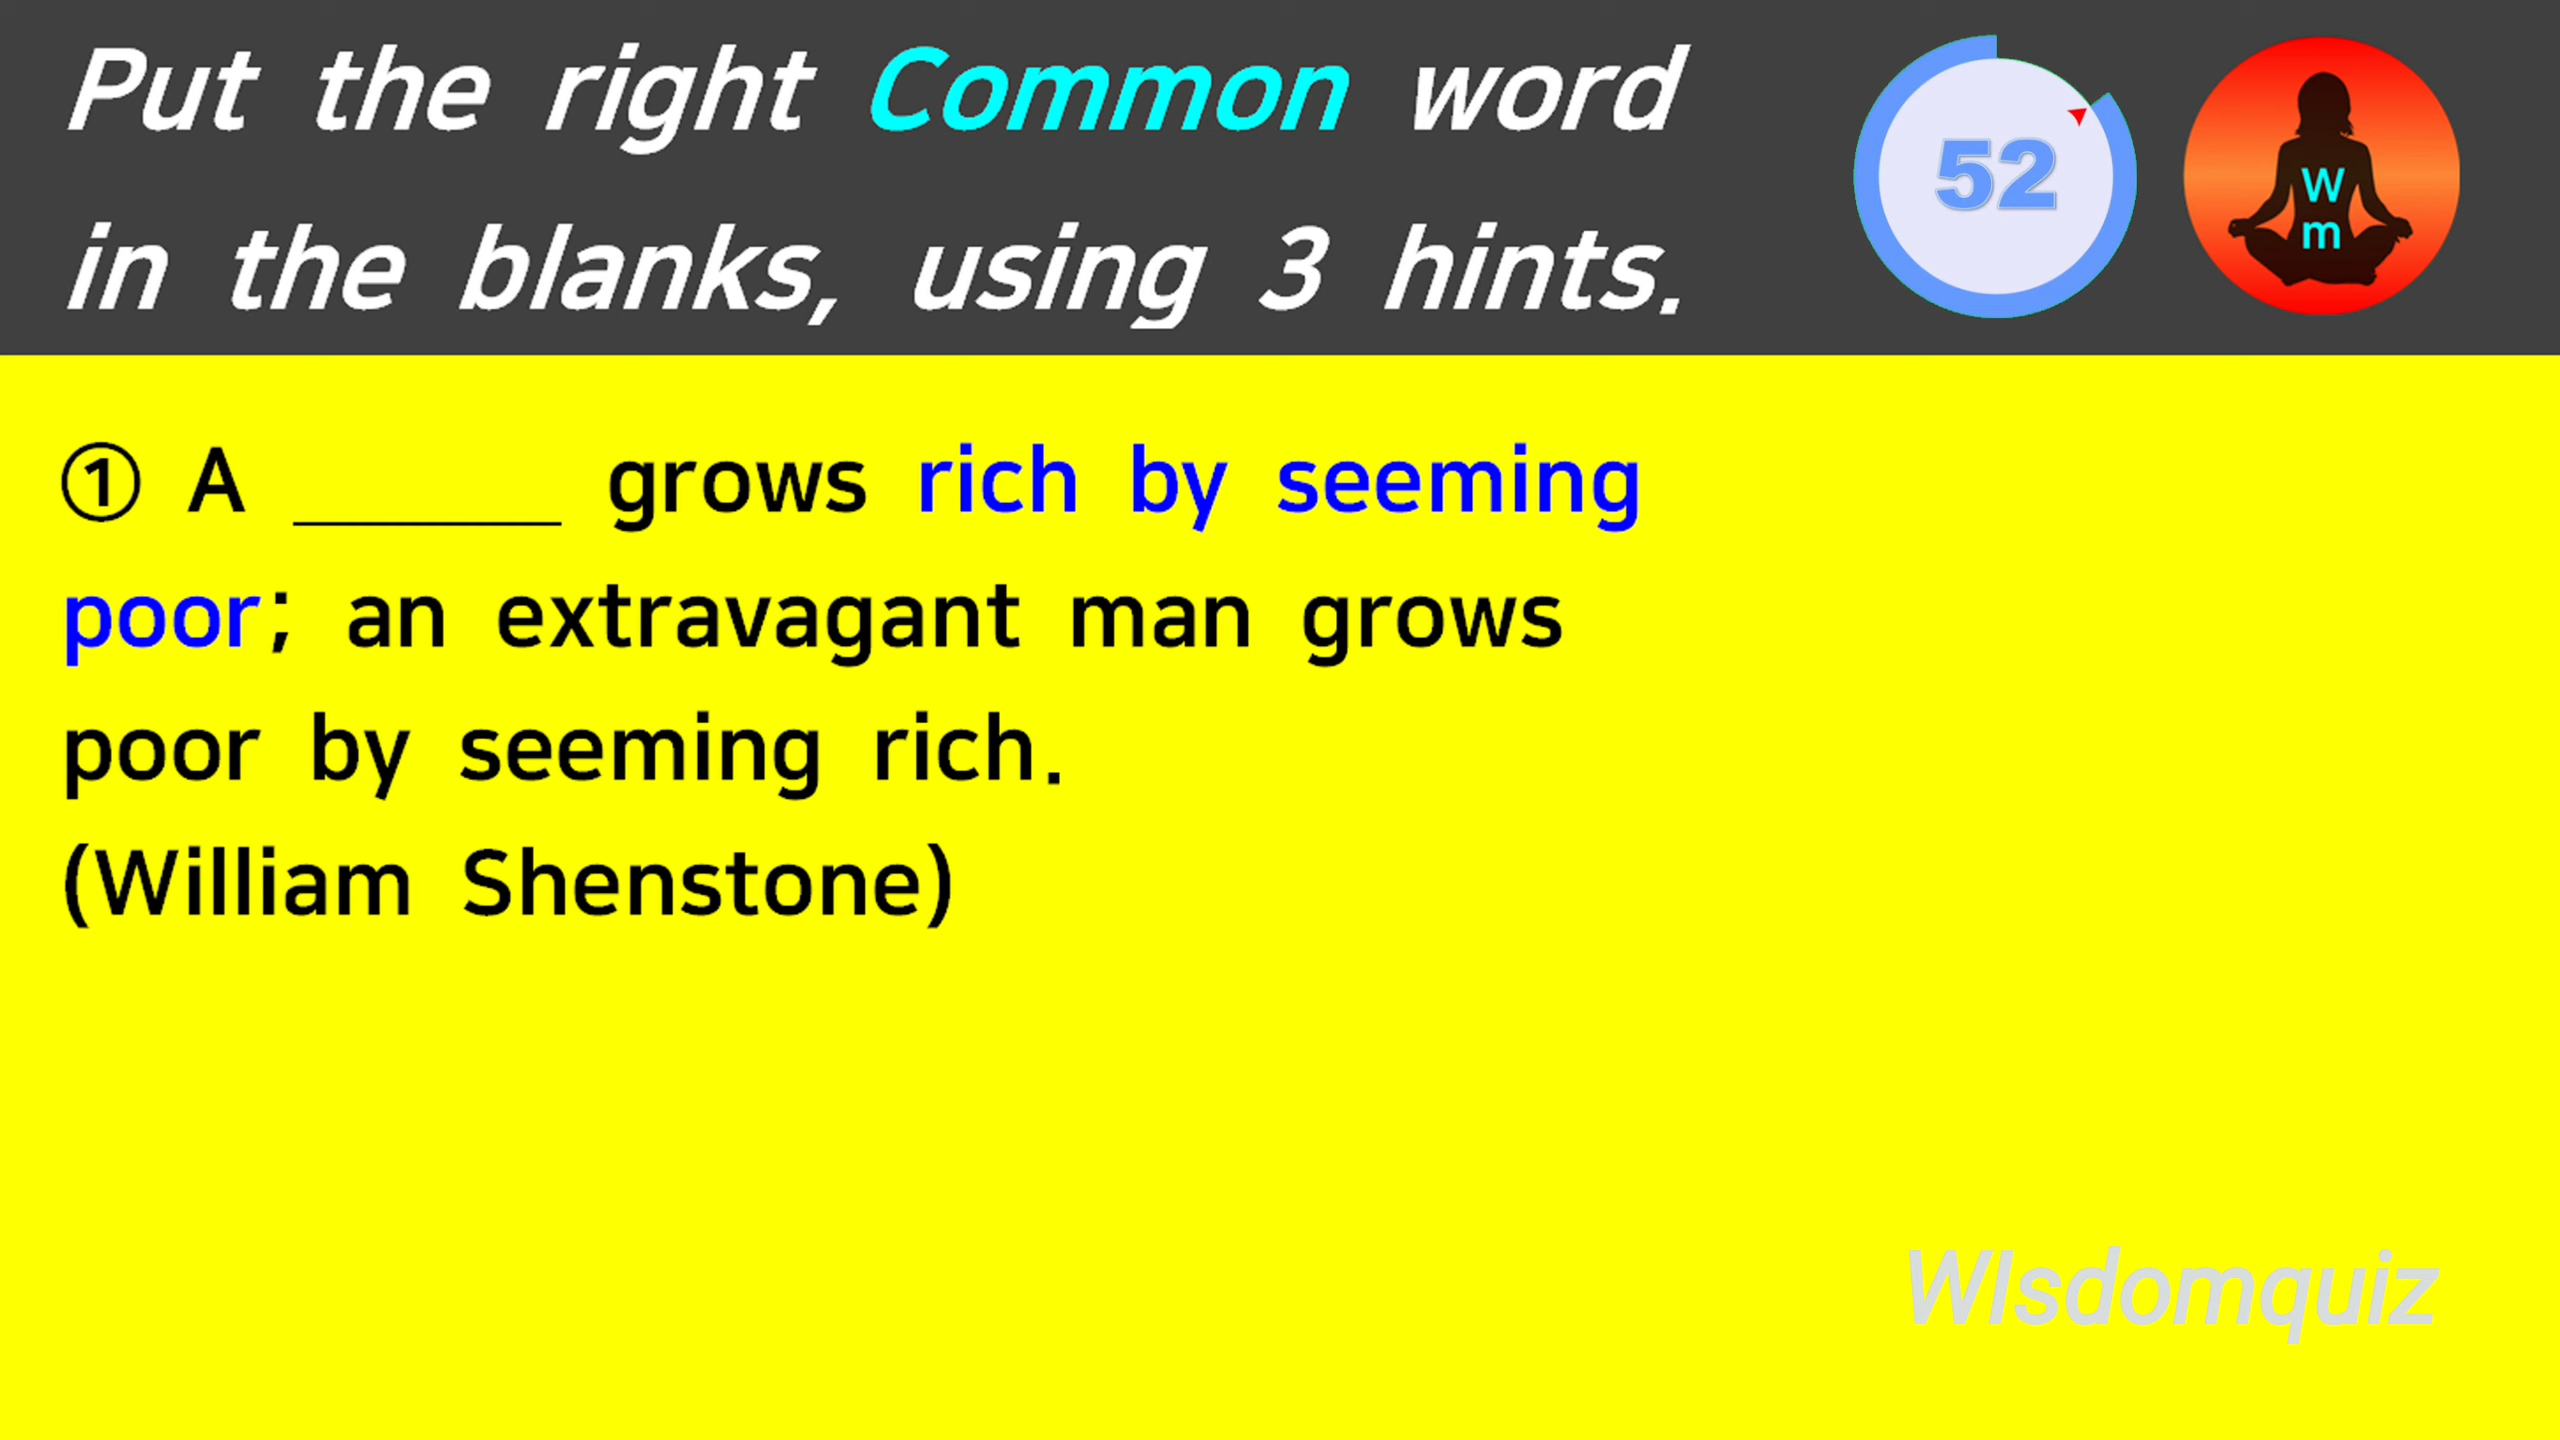 Put the right Common word
in the blanks, using 3 hints.
52
W
m
① A ______ grows rich by seeming
poor; an extravagant man grows
poor by seeming rich.
(William Shenstone)
WIsdomquiz